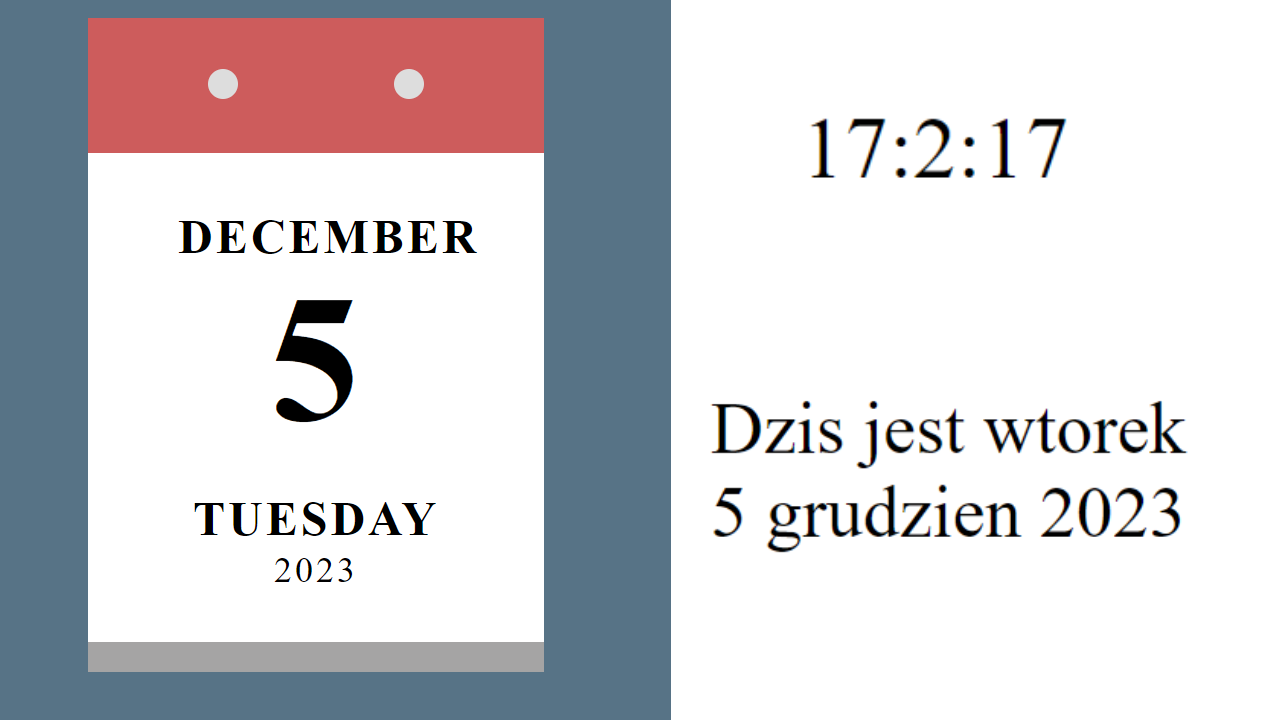 DECEMBER
5
TUESDAY
2023
17:2:17
Dzis jest wtorek
5 grudzien 2023